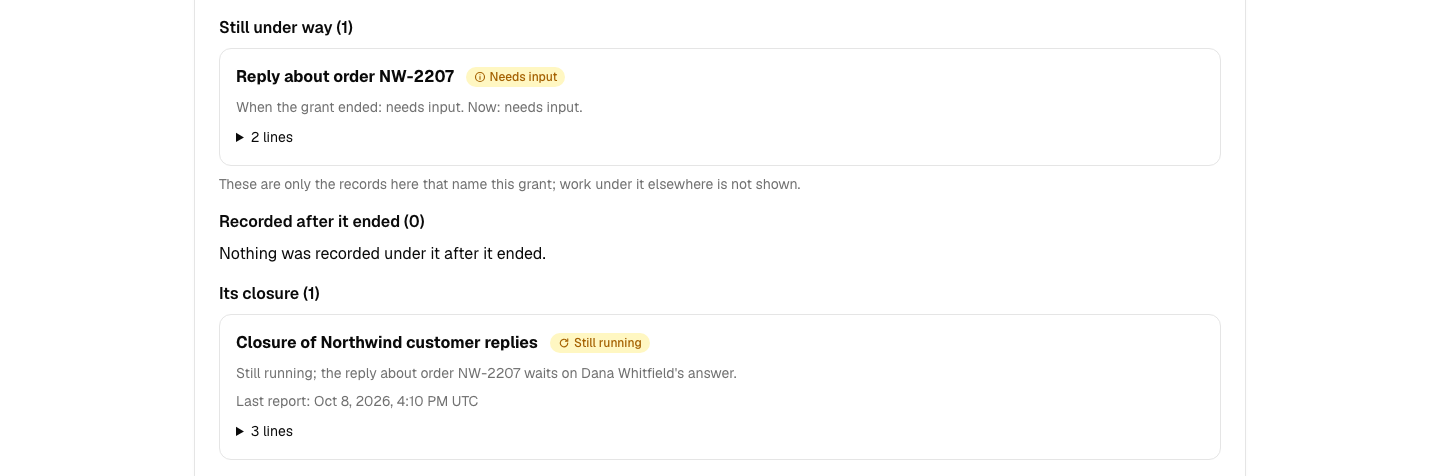 Still under way (1)
Reply about order NW-2207 Needs input
When the grant ended: needs input. Now: needs input.
2 lines
These are only the records here that name this grant; work under it elsewhere is not shown.
Recorded after it ended (0)
Nothing was recorded under it after it ended.
Its closure (1)
Closure of Northwind customer replies Still running
Still running; the reply about order NW-2207 waits on Dana Whitfield's answer.
Last report: Oct 8, 2026, 4:10 PM UTC
3 lines